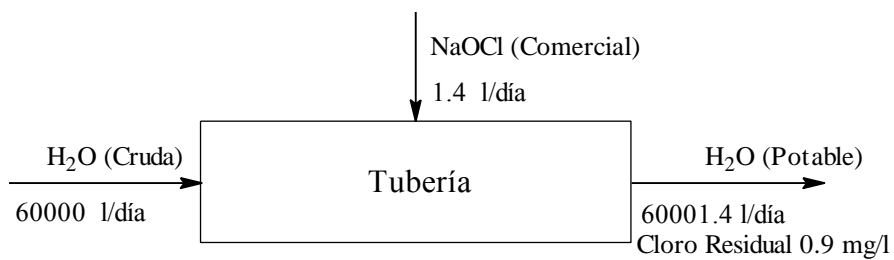 NaOCl (Comercial)
1.4 l/día
H₂O (Cruda)
60000 l/día
Tubería
H₂O (Potable)
60001.4 l/día
Cloro Residual 0.9 mg/l